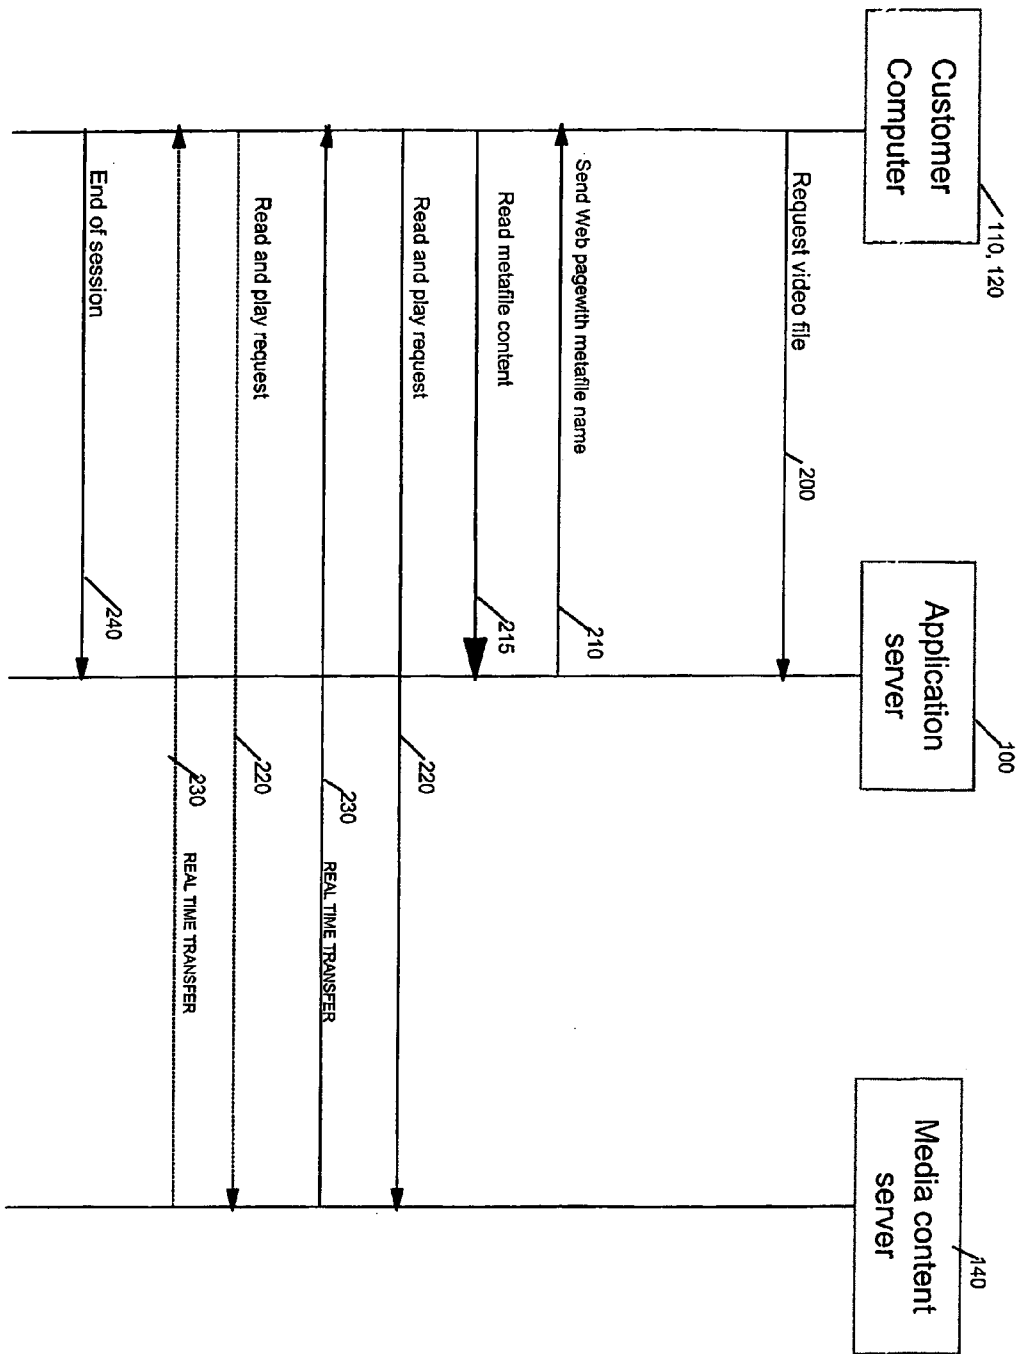 Customer
Computer
110, 120
Application
server
100
Media content
server
140
Request video file
200
Send Web pagewith metafile name
210
Read metafile content
215
Read and play request
220
230
REAL TIME TRANSFER
Read and play request
220
230
REAL TIME TRANSFER
End of session
240